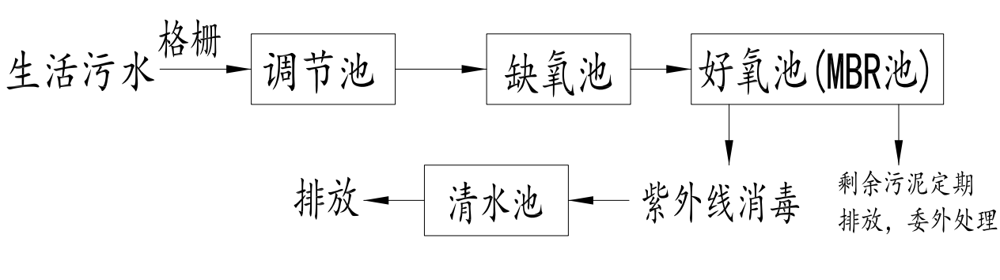 格栅
生活污水
调节池
缺氧池
好氧池(MBR池)
排放
清水池
紫外线消毒
剩余污泥定期
排放，委外处理